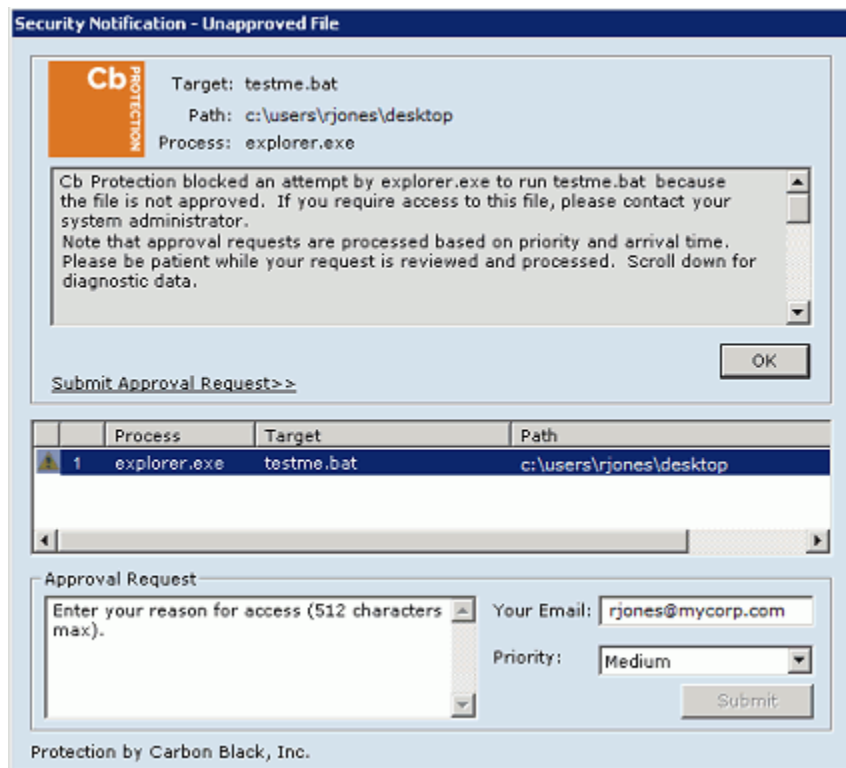 Security Notification - Unapproved File
Cb PROTECTION
Target: testme.bat
Path: c:\users\rjones\desktop
Process: explorer.exe
Cb Protection blocked an attempt by explorer.exe to run testme.bat because
the file is not approved. If you require access to this file, please contact your
system administrator.
Note that approval requests are processed based on priority and arrival time.
Please be patient while your request is reviewed and processed. Scroll down for
diagnostic data.
OK
Submit Approval Request>>
Process Target Path
1 explorer.exe testme.bat c:\users\rjones\desktop
Approval Request
Enter your reason for access (512 characters
max).
Your Email: rjones@mycorp.com
Priority: Medium
Submit
Protection by Carbon Black, Inc.